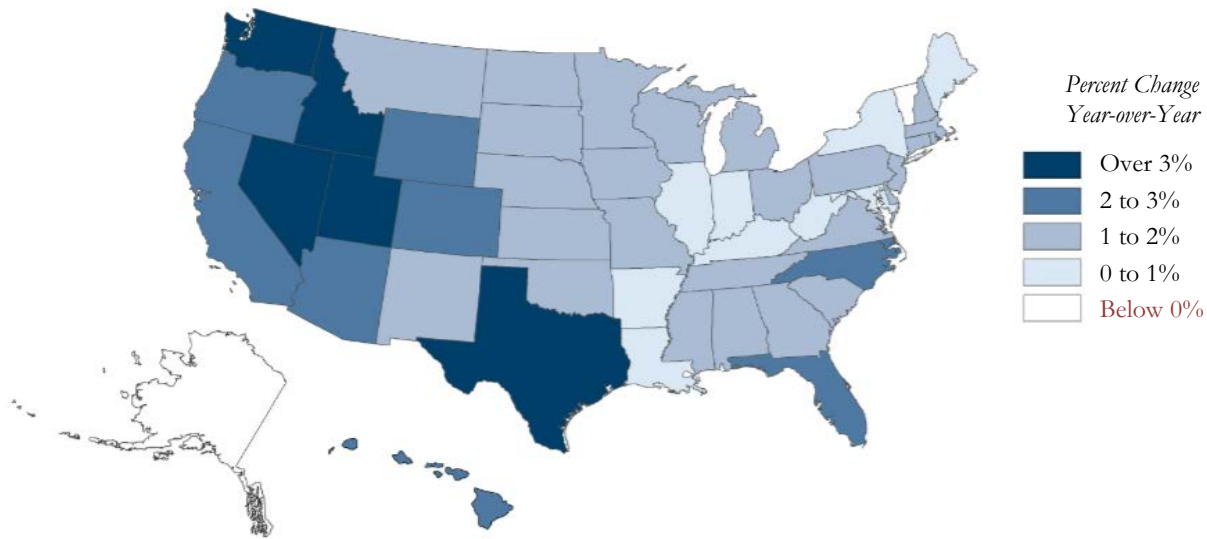 Percent Change
Year-over-Year
Over 3%
2 to 3%
1 to 2%
0 to 1%
Below 0%